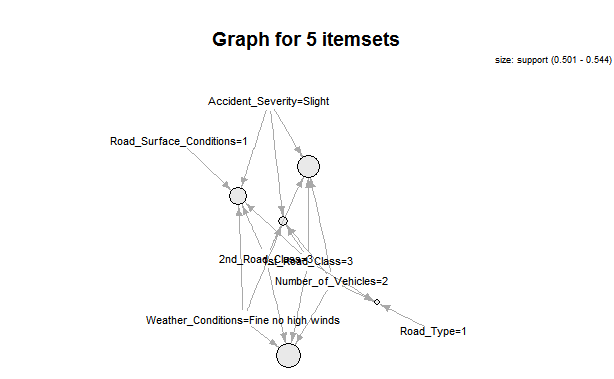 Graph for 5 itemsets
size: support (0.501 - 0.544)
Accident_Severity=Slight
Road_Surface_Conditions=1
2nd_Road_Class=3
1st_Road_Class=3
Number_of_Vehicles=2
Weather_Conditions=Fine no high winds
Road_Type=1